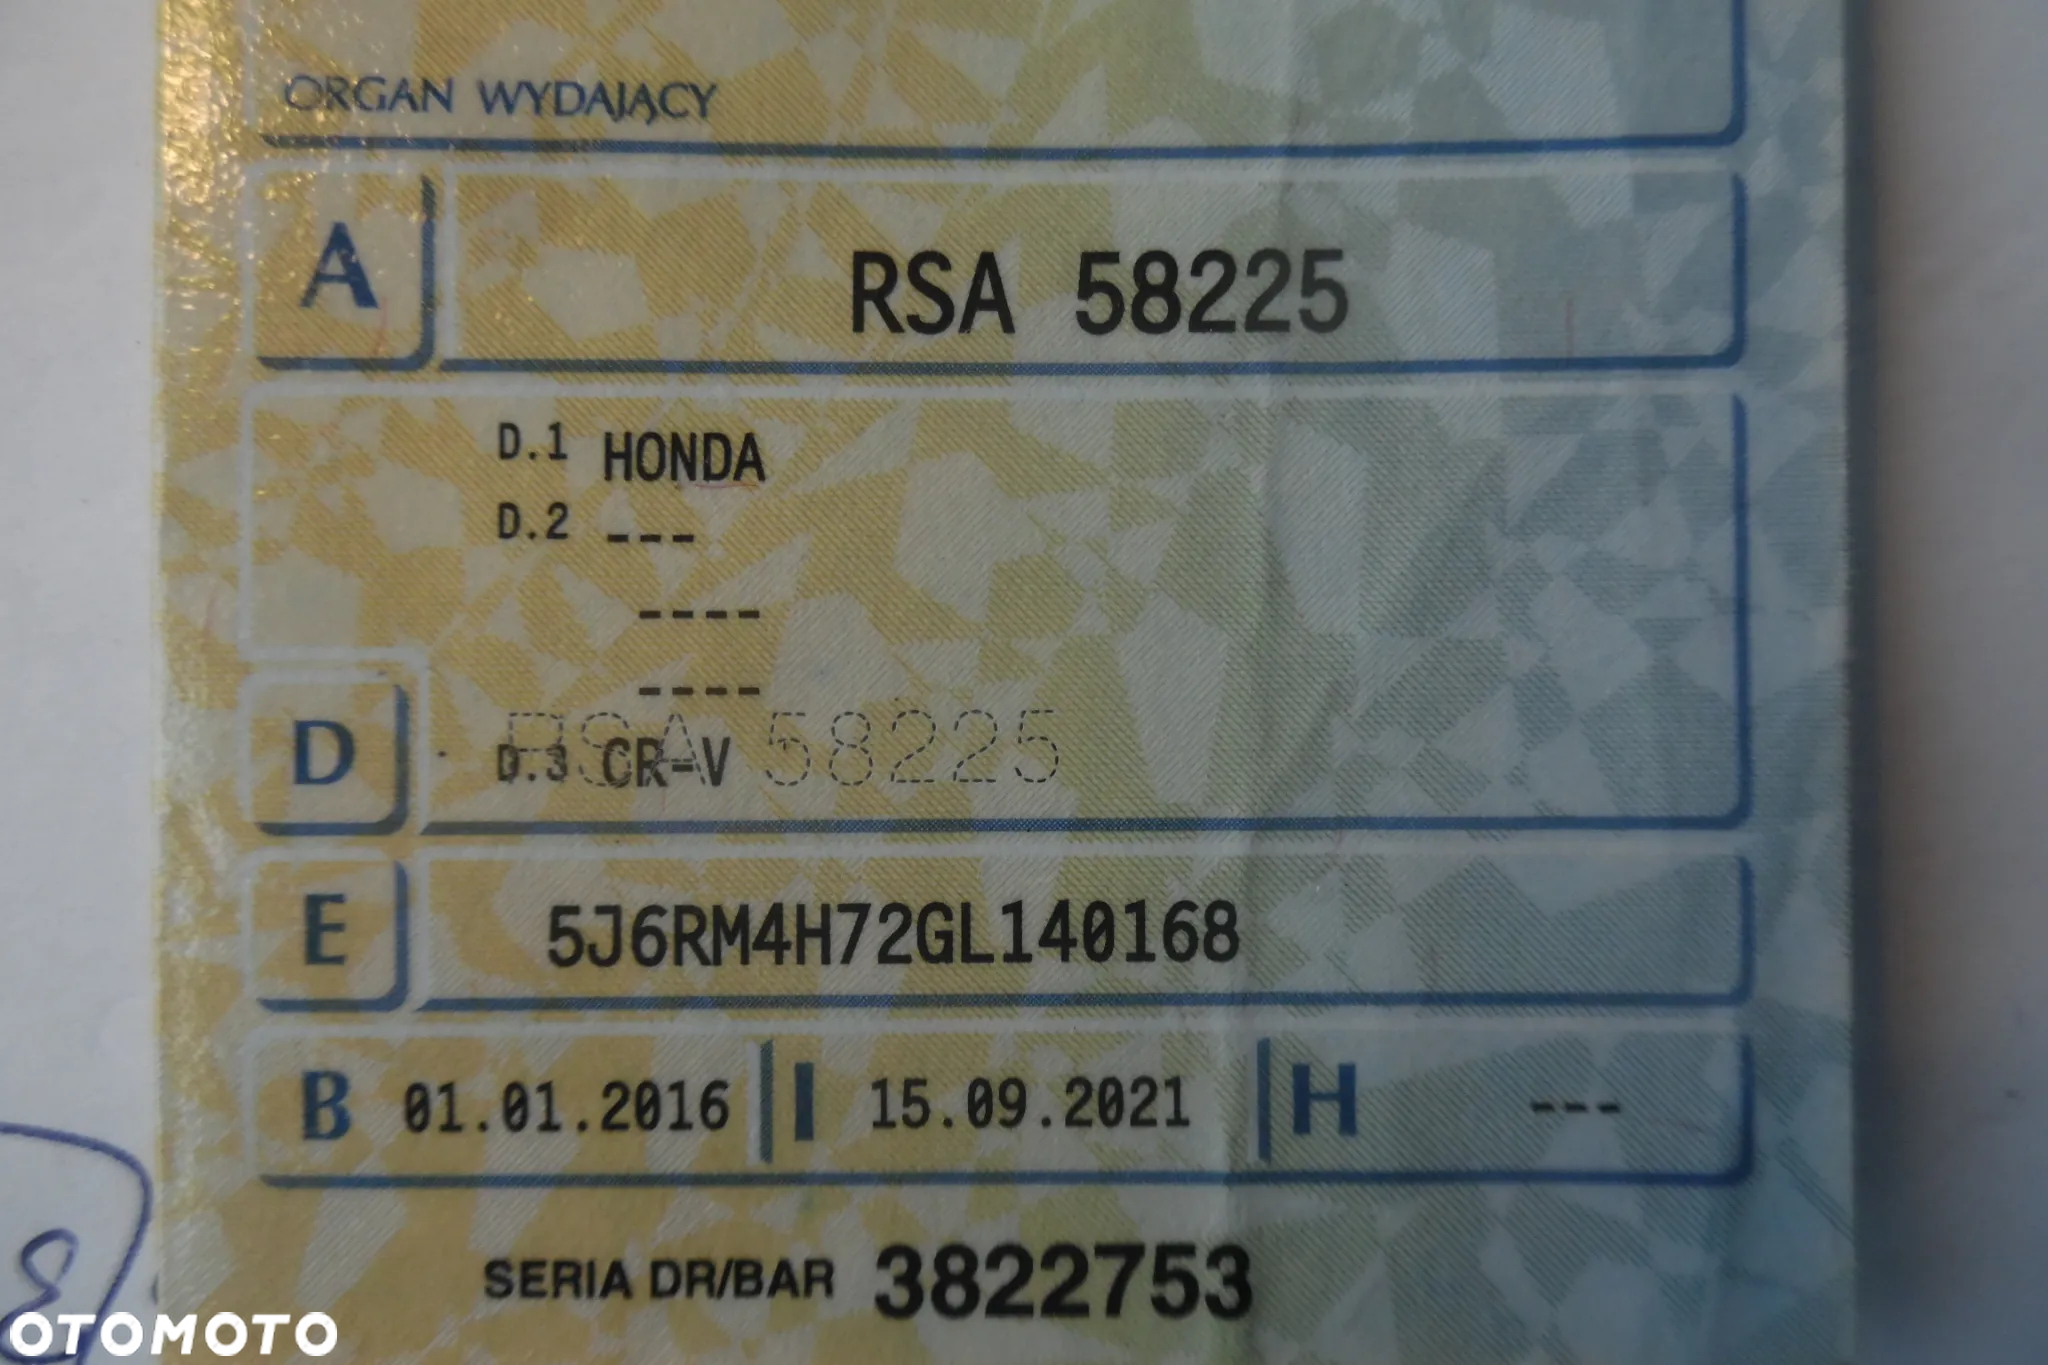 ORGAN WYDAJĄCY
A RSA 58225
D.1 HONDA
D.2 ---
----
----
D D.3 CR-V
RSA 58225
E 5J6RM4H72GL140168
B 01.01.2016 I 15.09.2021 H ---
SERIA DR/BAR 3822753
OTOMOTO